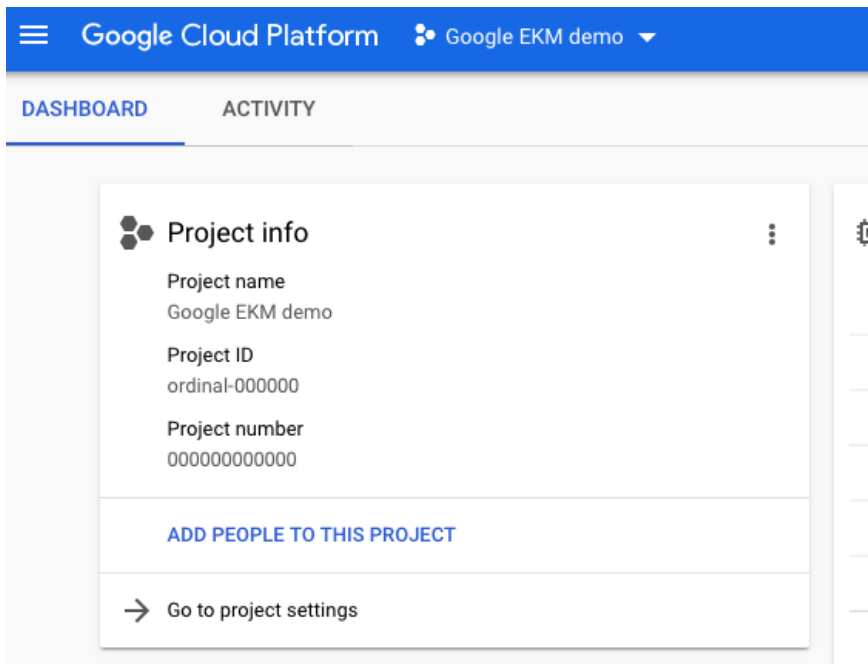 Google Cloud Platform
Google EKM demo
DASHBOARD
ACTIVITY
Project info
Project name
Google EKM demo
Project ID
ordinal-000000
Project number
000000000000
ADD PEOPLE TO THIS PROJECT
Go to project settings